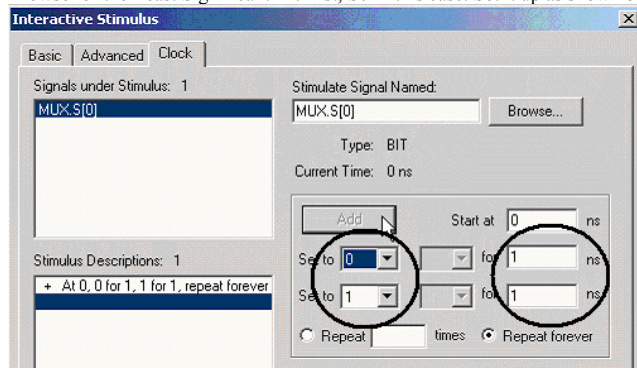 Interactive Stimulus
Basic Advanced Clock
Signals under Stimulus: 1
MUX.S[0]
Stimulate Signal Named:
MUX.S[0] Browse...
Type: BIT
Current Time: 0 ns
Add Start at 0 ns
Set to 0 for 1 ns
Set to 1 for 1 ns
Repeat times Repeat forever
Stimulus Descriptions: 1
+ At 0, 0 for 1, 1 for 1, repeat forever